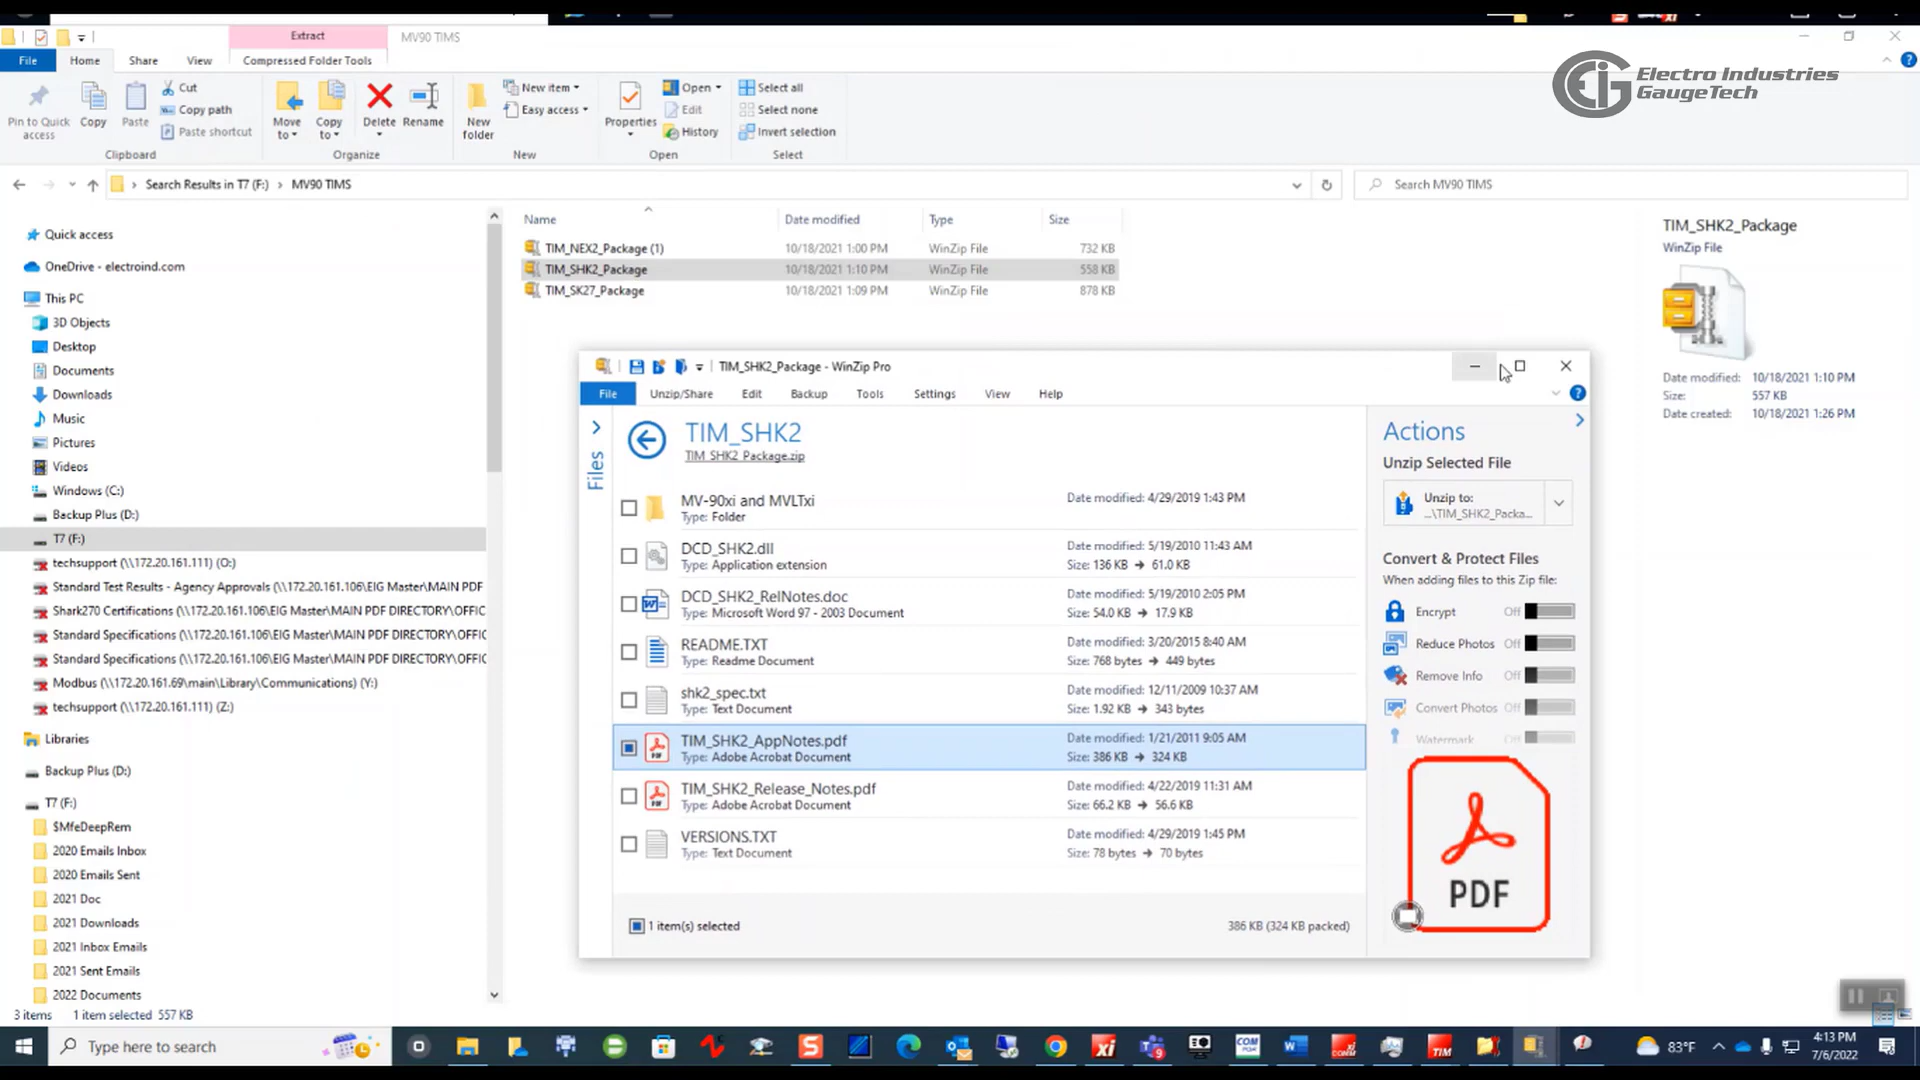 Extract
MV90 TIMS
File
Home
Share
View
Compressed Folder Tools
Electro Industries
GaugeTech
Pin to Quick access
Copy
Paste
Cut
Copy path
Paste shortcut
Move to
Copy to
Delete
Rename
New folder
New item
Easy access
Properties
Open
Edit
History
Select all
Select none
Invert selection
Clipboard
Organize
New
Open
Select
Search Results in T7 (F:) > MV90 TIMS
Search MV90 TIMS
Name Date modified Type Size
TIM_NEX2_Package (1) 10/18/2021 1:00 PM WinZip File 732 KB
TIM_SHK2_Package 10/18/2021 1:10 PM WinZip File 558 KB
TIM_SK27_Package 10/18/2021 1:09 PM WinZip File 878 KB
TIM_SHK2_Package
WinZip File
Date modified: 10/18/2021 1:10 PM
Size: 557 KB
Date created: 10/18/2021 1:26 PM
Quick access
OneDrive - electroind.com
This PC
3D Objects
Desktop
Documents
Downloads
Music
Pictures
Videos
Windows (C:)
Backup Plus (D:)
T7 (F:)
techsupport (\\172.20.161.111) (O:)
Standard Test Results - Agency Approvals (\\172.20.161.106\EIG Master\MAIN PDF
Shark270 Certifications (\\172.20.161.106\EIG Master\MAIN PDF DIRECTORY\OFFIC
Standard Specifications (\\172.20.161.106\EIG Master\MAIN PDF DIRECTORY\OFFIC
Standard Specifications (\\172.20.161.106\EIG Master\MAIN PDF DIRECTORY\OFFIC
Modbus (\\172.20.161.69\main\Library\Communications) (Y:)
techsupport (\\172.20.161.111) (Z:)
Libraries
Backup Plus (D:)
T7 (F:)
$MfeDeepRem
2020 Emails Inbox
2020 Emails Sent
2021 Doc
2021 Downloads
2021 Inbox Emails
2021 Sent Emails
2022 Documents
3 items 1 item selected 557 KB
TIM_SHK2_Package - WinZip Pro
File Unzip/Share Edit Backup Tools Settings View Help
Files
TIM_SHK2
TIM_SHK2_Package.zip
MV-90xi and MVLTxi Date modified: 4/29/2019 1:43 PM
Type: Folder
DCD_SHK2.dll Date modified: 5/19/2010 11:43 AM
Type: Application extension Size: 136 KB → 61.0 KB
DCD_SHK2_RelNotes.doc Date modified: 5/19/2010 2:05 PM
Type: Microsoft Word 97 - 2003 Document Size: 54.0 KB → 17.9 KB
README.TXT Date modified: 3/20/2015 8:40 AM
Type: Readme Document Size: 768 bytes → 449 bytes
shk2_spec.txt Date modified: 12/11/2009 10:37 AM
Type: Text Document Size: 1.92 KB → 343 bytes
TIM_SHK2_AppNotes.pdf Date modified: 1/21/2011 9:05 AM
Type: Adobe Acrobat Document Size: 386 KB → 324 KB
TIM_SHK2_Release_Notes.pdf Date modified: 4/22/2019 11:31 AM
Type: Adobe Acrobat Document Size: 66.2 KB → 56.6 KB
VERSIONS.TXT Date modified: 4/29/2019 1:45 PM
Type: Text Document Size: 78 bytes → 70 bytes
1 item(s) selected 386 KB (324 KB packed)
Actions
Unzip Selected File
Unzip to:
...\TIM_SHK2_Packa...
Convert & Protect Files
When adding files to this Zip file:
Encrypt Off
Reduce Photos Off
Remove Info Off
Convert Photos Off
Watermark Off
PDF
Type here to search
83°F
4:13 PM
7/6/2022